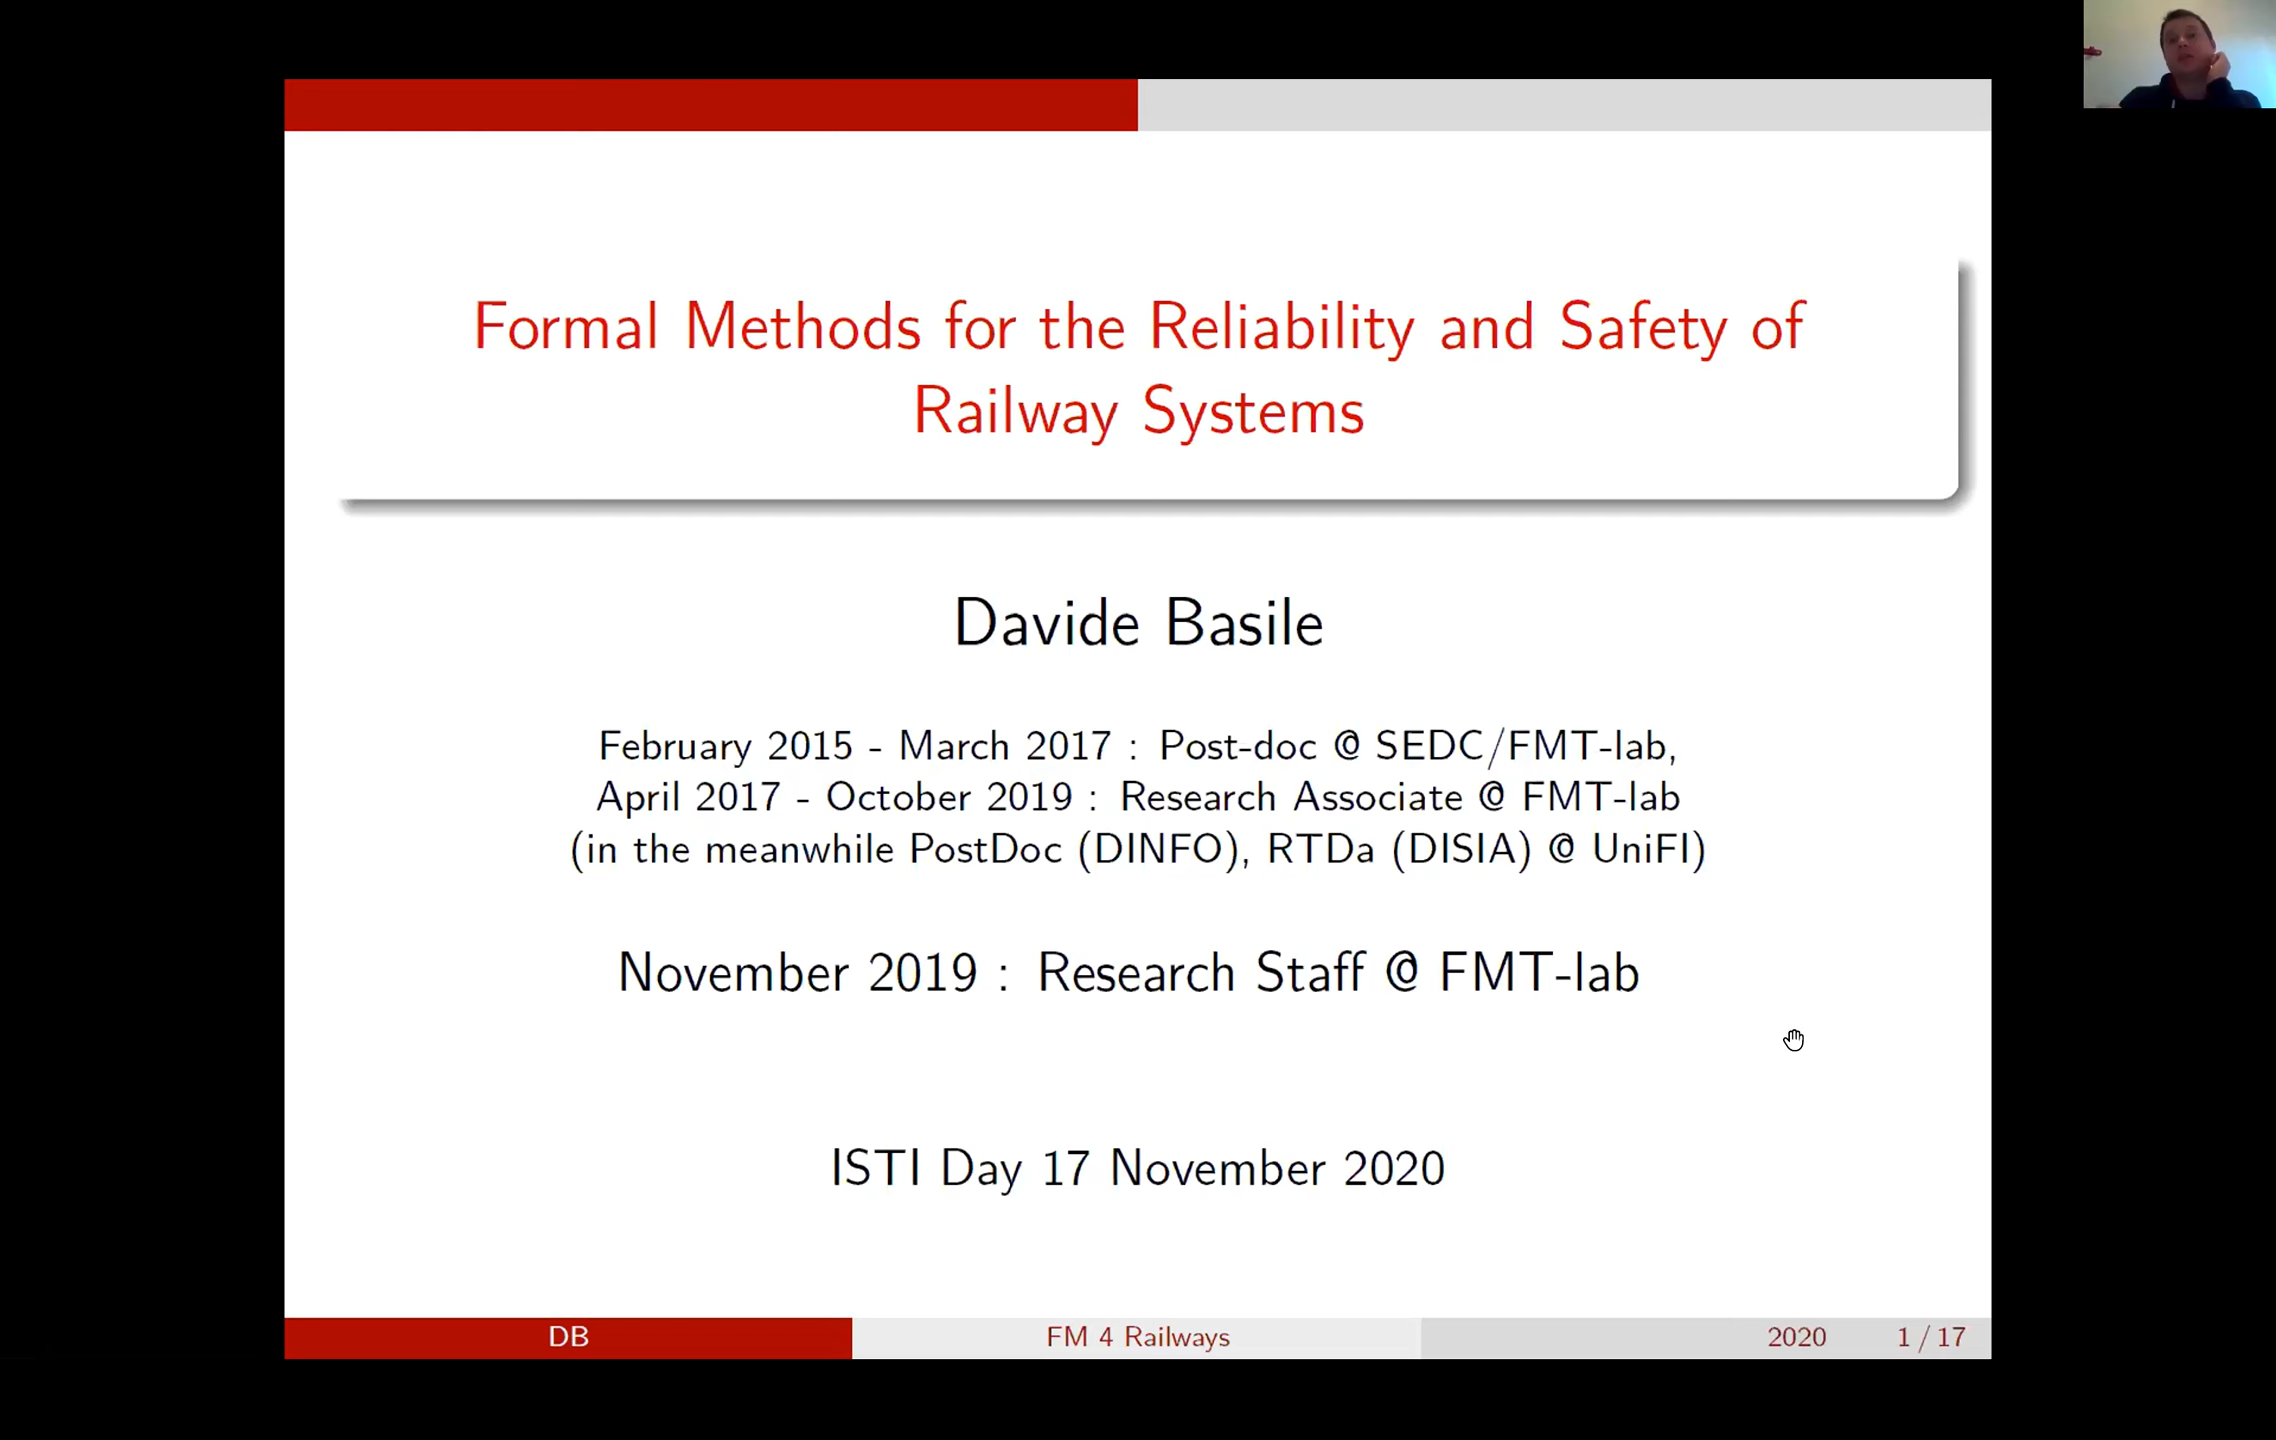 Formal Methods for the Reliability and Safety of
Railway Systems
Davide Basile
February 2015 - March 2017 : Post-doc @ SEDC/FMT-lab,
April 2017 - October 2019 : Research Associate @ FMT-lab
(in the meanwhile PostDoc (DINFO), RTDa (DISIA) @ UniFI)
November 2019 : Research Staff @ FMT-lab
ISTI Day 17 November 2020
DB FM 4 Railways 2020 1 / 17